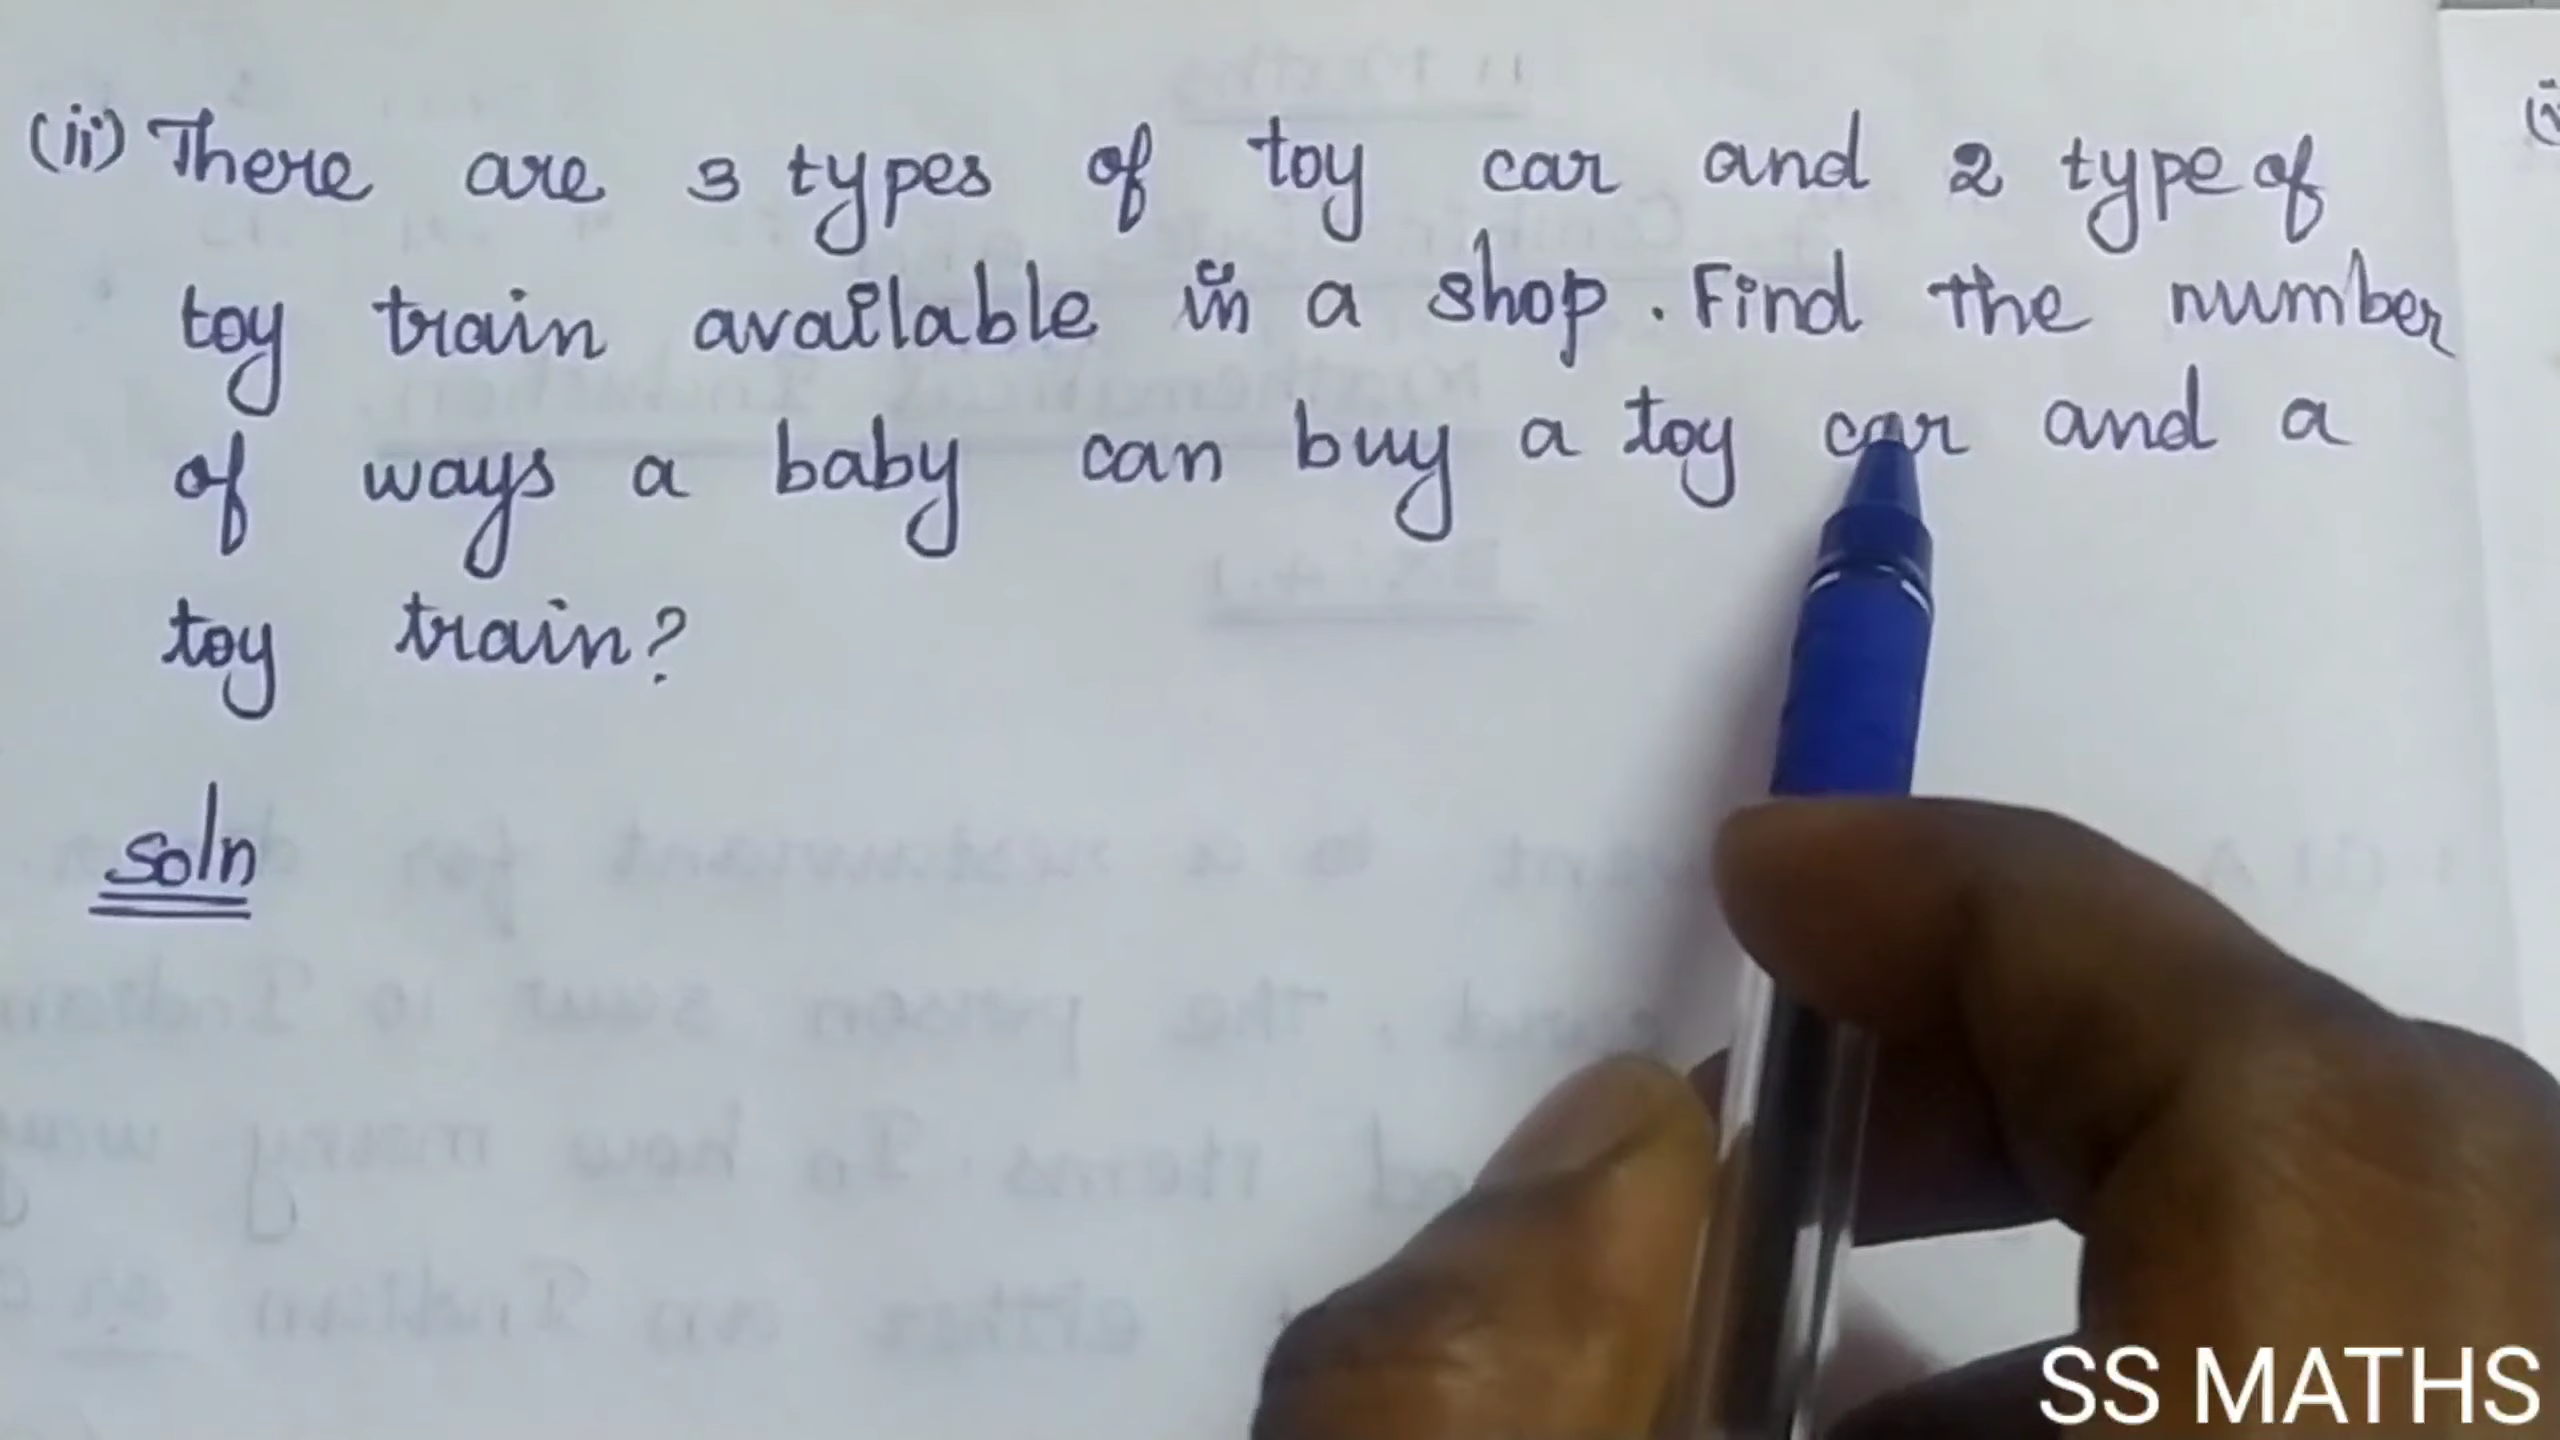 (ii) There are 3 types of toy car and 2 type of
toy train available in a shop. Find the number
of ways a baby can buy a toy car and a
toy train?
Soln
SS MATHS